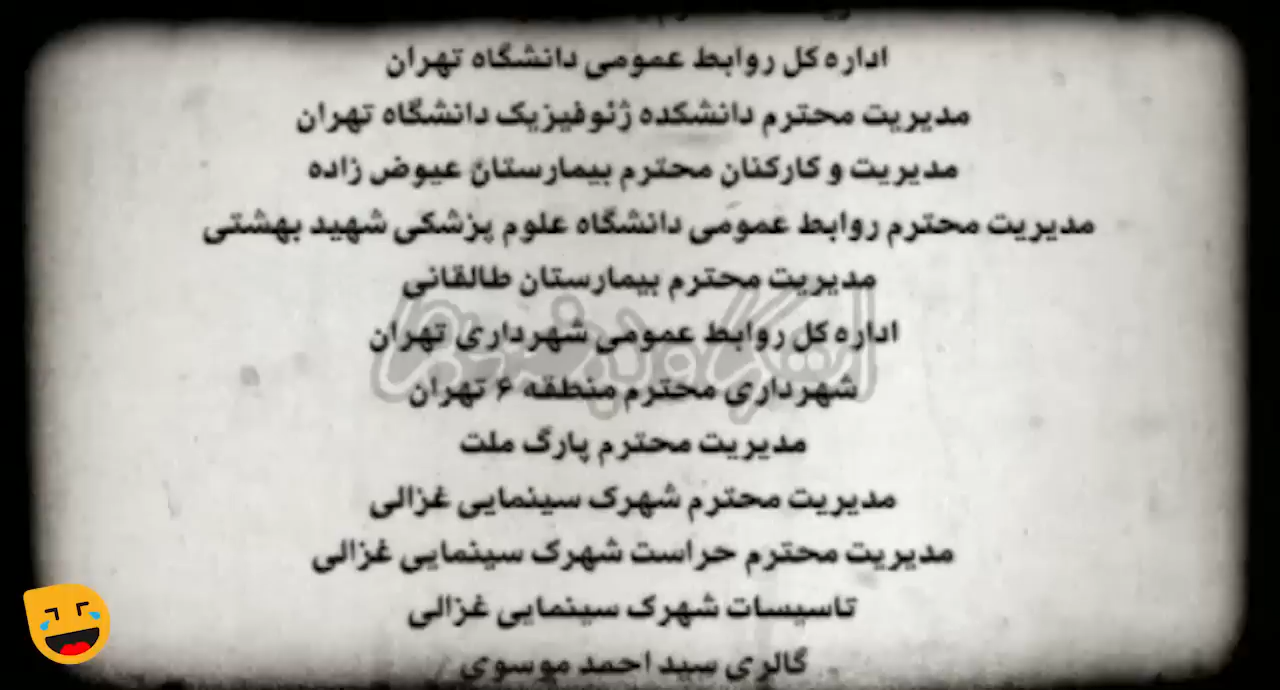 اداره کل روابط عمومی دانشگاه تهران
مدیریت محترم دانشکده ژئوفیزیک دانشگاه تهران
مدیریت و کارکنان محترم بیمارستان عیوض زاده
مدیریت محترم روابط عمومی دانشگاه علوم پزشکی شهید بهشتی
مدیریت محترم بیمارستان طالقانی
اداره کل روابط عمومی شهرداری تهران
شهرداری محترم منطقه ۶ تهران
مدیریت محترم پارگ ملت
مدیریت محترم شهرک سینمایی غزالی
مدیریت محترم حراست شهرک سینمایی غزالی
تاسیسات شهرک سینمایی غزالی
گالری سید احمد موسوی